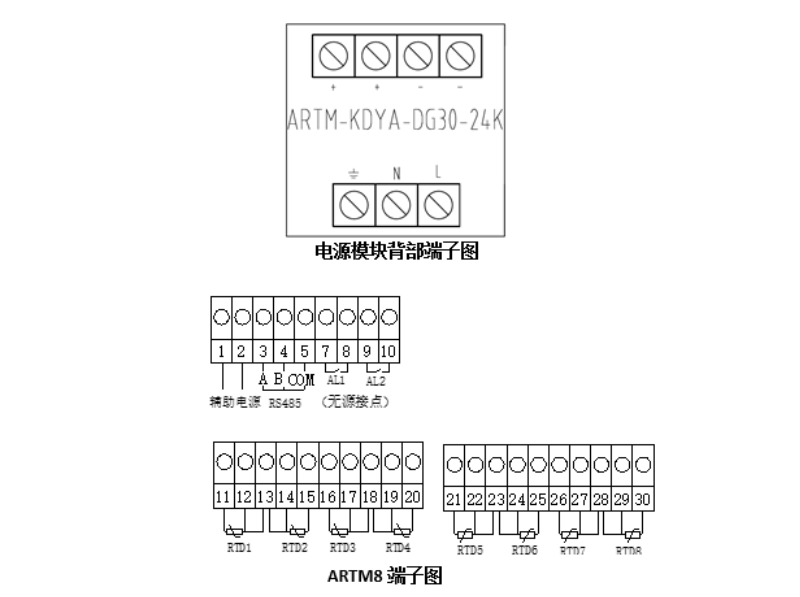 + + - -
ARTM-KDYA-DG30-24K
N L
电源模块背部端子图
1 2 3 4 5 7 8 9 10
A B COM AL1 AL2
辅助电源 RS485 (无源接点)
11 12 13 14 15 16 17 18 19 20
RTD1 RTD2 RTD3 RTD4
21 22 23 24 25 26 27 28 29 30
RTD5 RTD6 RTD7 RTD8
ARTM8 端子图